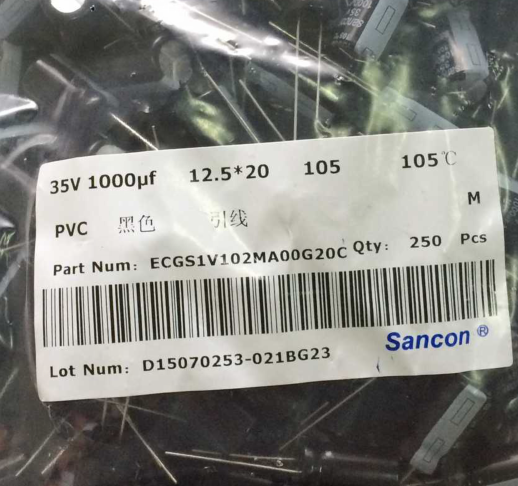 35V 1000µf 12.5*20 105 105℃
M
PVC 黑色 引线
Part Num: ECGS1V102MA00G20C Qty: 250 Pcs
Sancon ®
Lot Num: D15070253-021BG23